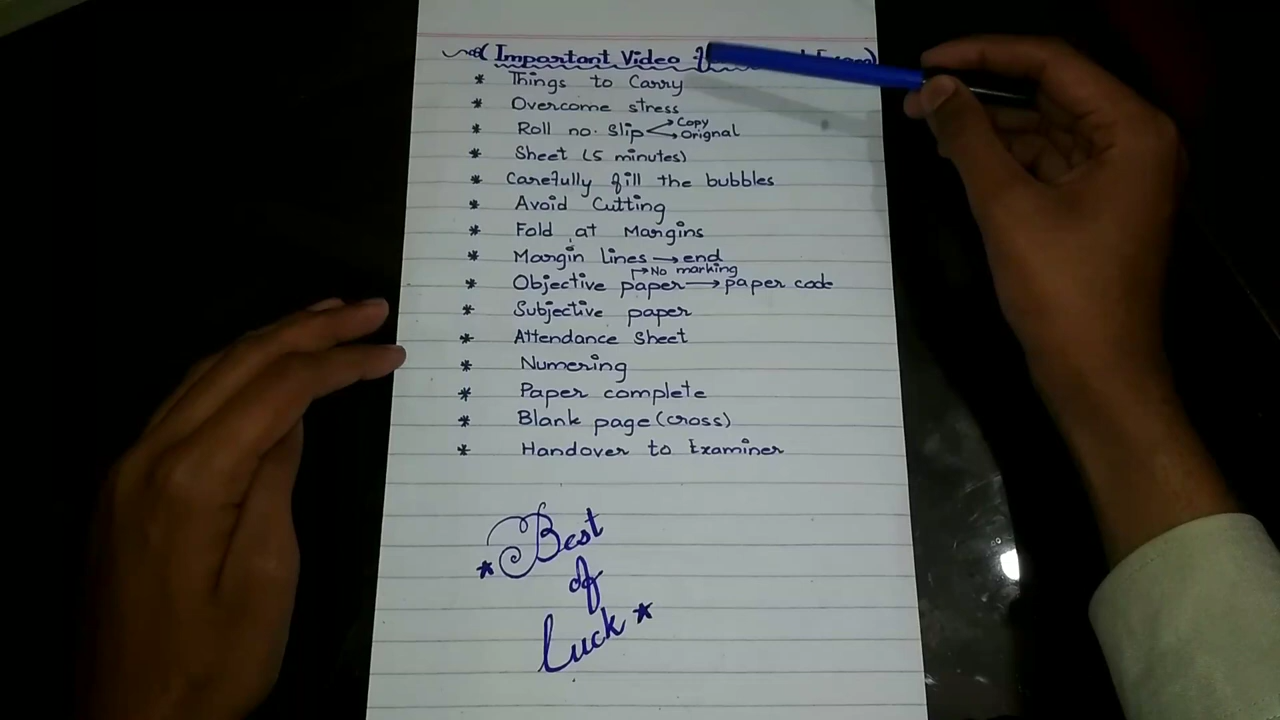 (Important Video
* Things to Carry
* Overcome stress
* Roll no. Slip Copy Orignal
* Sheet (5 minutes)
* Carefully fill the bubbles
* Avoid Cutting
* Fold at Margins
* Margin lines → end
No marking
* Objective paper → paper code
* Subjective paper
* Attendance Sheet
* Numering
* Paper complete
* Blank page (cross)
* Handover to Examiner
* Best
of
Luck *